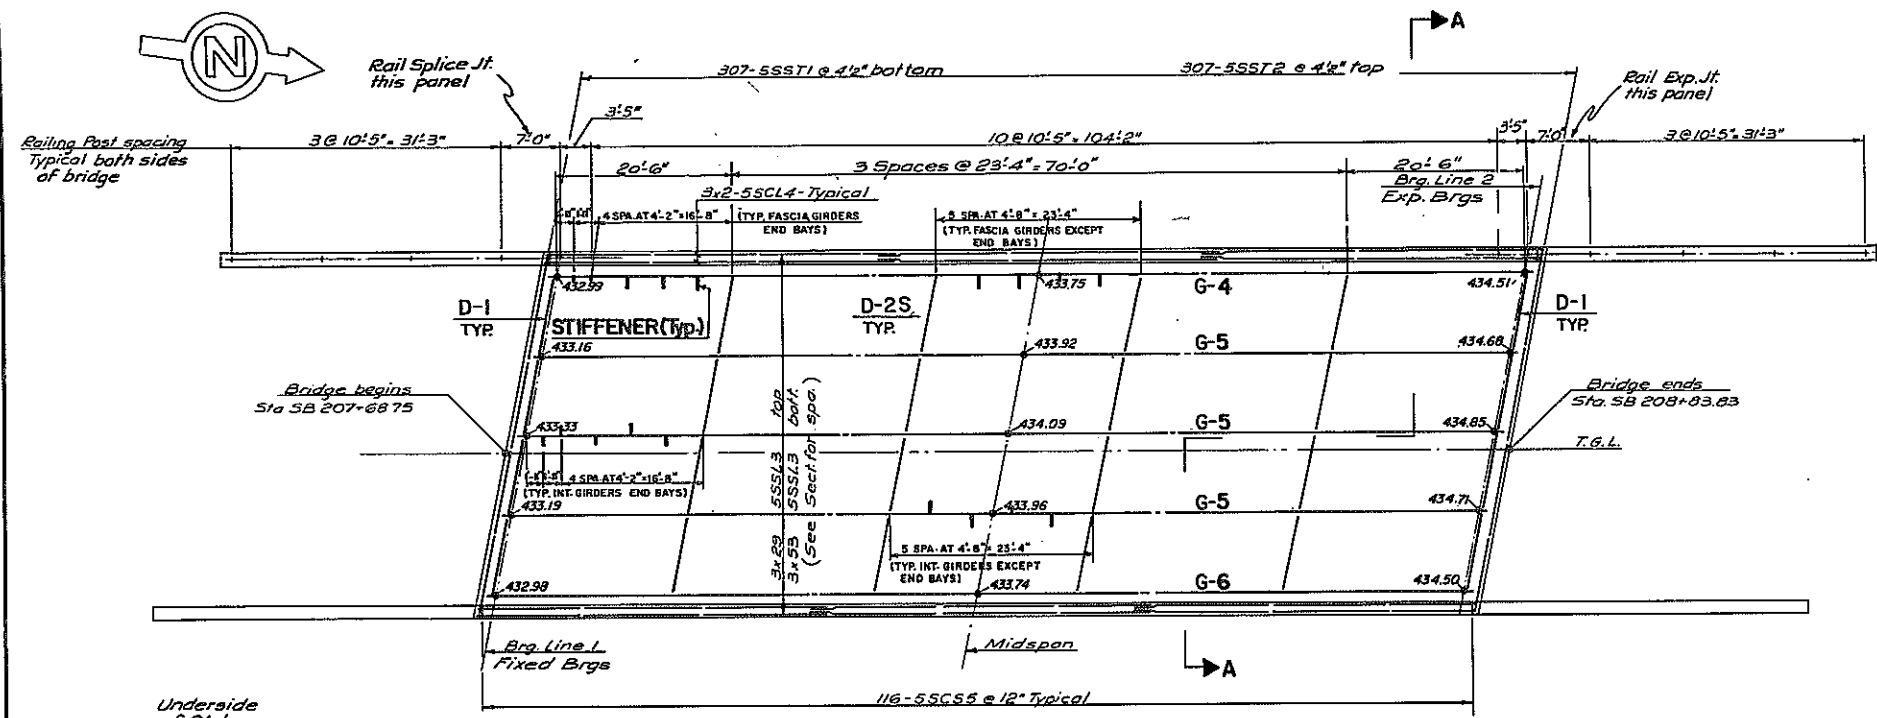 A
N
Rail Splice Jt.
this panel
307-5SST1 @ 4½" bottom
307-5SST2 @ 4½" top
Rail Exp. Jt.
this panel
3'-5"
Railing Post spacing
Typical both sides
of bridge
3 @ 10'-5" = 31'-3"
7'-0"
10 @ 10'-5" = 104'-2"
3'-5"
7'-0"
3 @ 10'-5" = 31'-3"
20'-6"
3 Spaces @ 23'-4" = 70'-0"
20'-6"
3x2-5SCL4-Typical
Brg. Line 2
Exp. Brgs
4 SPA. AT 4'-2" = 16'-8"
(TYP. FASCIA GIRDERS
END BAYS)
5 SPA. AT 4'-8" = 23'-4"
(TYP. FASCIA GIRDERS EXCEPT
END BAYS)
432.99
433.75
G-4
434.51
D-1
TYP.
STIFFENER (Typ.)
D-2S
TYP.
D-1
TYP.
433.16
433.92
G-5
434.68
Bridge begins
Sta SB 207+68.75
3x29 5SSL3 top
3x53 5SSL3 bott.
(See Sect. for spa.)
Bridge ends
Sta. SB 208+83.83
433.33
434.09
G-5
434.85
T.G.L.
4 SPA. AT 4'-2" = 16'-8"
(TYP. INT. GIRDERS END BAYS)
433.19
433.96
G-5
434.71
5 SPA. AT 4'-8" = 23'-4"
(TYP. INT. GIRDERS EXCEPT
END BAYS)
432.98
433.74
G-6
434.50
Brg. Line 1
Fixed Brgs
Midspan
A
116-5SCS5 @ 12" Typical
Underside